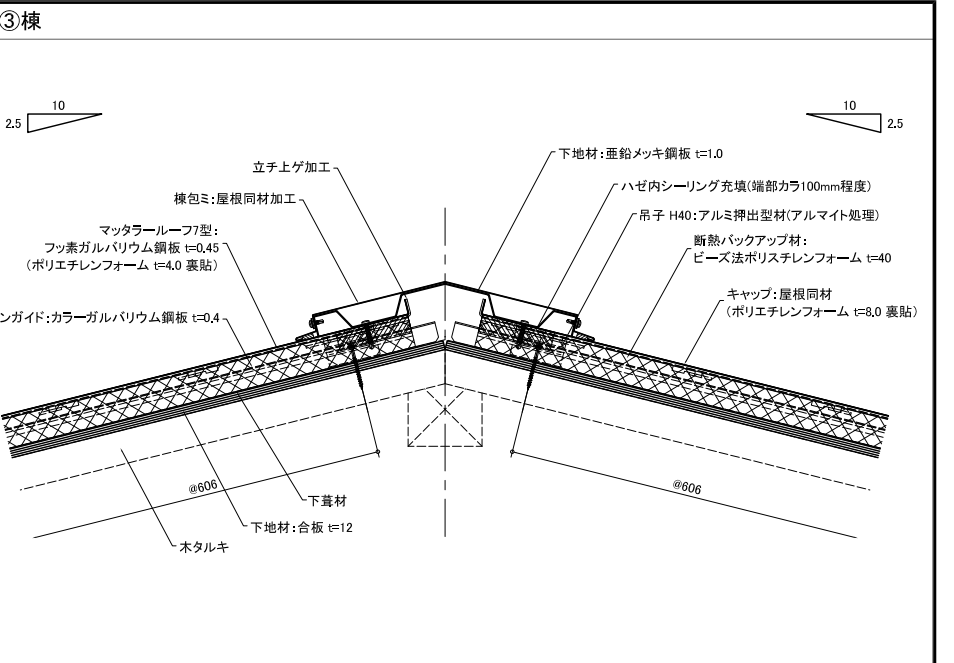 ③棟
10
2.5
10
2.5
立チ上ゲ加工
棟包ミ:屋根同材加工
マッタラールーフ7型:
フッ素ガルバリウム鋼板 t=0.45
(ポリエチレンフォーム t=4.0 裏貼)
ンガイド:カラーガルバリウム鋼板 t=0.4
下地材:亜鉛メッキ鋼板 t=1.0
ハゼ内シーリング充填(端部カラ100mm程度)
吊子 H40:アルミ押出型材(アルマイト処理)
断熱バックアップ材:
ビーズ法ポリスチレンフォーム t=40
キャップ:屋根同材
(ポリエチレンフォーム t=8.0 裏貼)
@606
@606
下葺材
下地材:合板 t=12
木タルキ